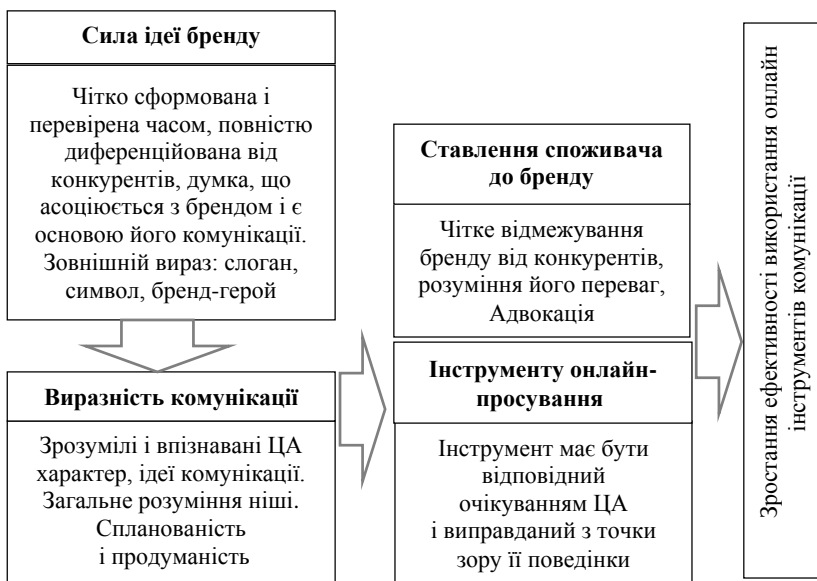 Сила ідеї бренду
Чітко сформована і
перевірена часом, повністю
диференційована від
конкурентів, думка, що
асоціюється з брендом і є
основою його комунікації.
Зовнішній вираз: слоган,
символ, бренд-герой
Виразність комунікації
Зрозумілі і впізнавані ЦА
характер, ідеї комунікації.
Загальне розуміння ніші.
Спланованість
і продуманість
Ставлення споживача
до бренду
Чітке відмежування
бренду від конкурентів,
розуміння його переваг,
Адвокація
Інструменту онлайн-
просування
Інструмент має бути
відповідний
очікуванням ЦА
і виправданий з точки
зору її поведінки
Зростання ефективності використання онлайн
інструментів комунікації